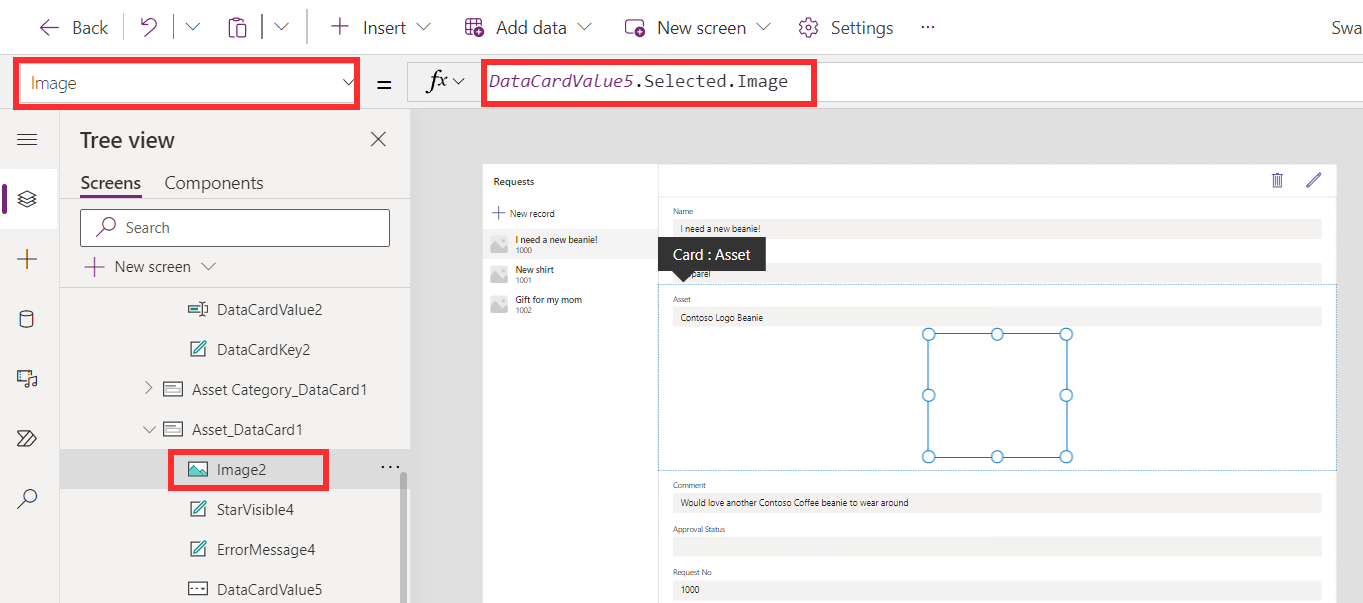 Back
Insert
Add data
New screen
Settings
...
Swa
Image
=
fx
DataCardValue5.Selected.Image
Tree view
Screens
Components
Search
New screen
DataCardValue2
DataCardKey2
Asset Category_DataCard1
Asset_DataCard1
Image2
...
StarVisible4
ErrorMessage4
DataCardValue5
Requests
New record
I need a new beanie!
1000
New shirt
1001
Gift for my mom
1002
Name
I need a new beanie!
Card : Asset
parel
Asset
Contoso Logo Beanie
Comment
Would love another Contoso Coffee beanie to wear around
Approval Status
Request No
1000